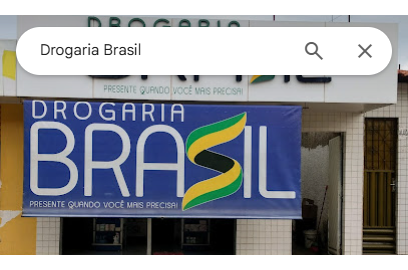 DROGARIA
Drogaria Brasil
PRESENTE QUANDO VOCÊ MAIS PRECISA!
DROGARIA
BRASIL
PRESENTE QUANDO VOCÊ MAIS PRECISA!